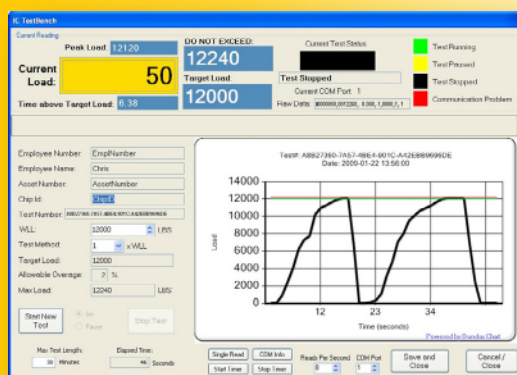 IC TestBench
Current Reading:
Peak Load: 12120
DO NOT EXCEED:
12240
Current Load: 50
Target Load:
12000
Time above Target Load: 6.38
Current Test Status
Test Stopped
Current COM Port 1
Raw Data:
Test Running
Test Paused
Test Stopped
Communication Problem
Employee Number: EmplNumber
Employee Name: Chris
Asset Number: AssetNumber
Chip Id: ChipID
Test Number:
WLL: 12000 LBS
Test Method: 1 x WLL
Target Load: 12000
Allowable Overage: 2 %
Max Load: 12240 LBS
Start New Test
Pause
Stop Test
Max Test Length:
30 Minutes
Elapsed Time:
46 Seconds
Date: 2009-01-22 13:56:00
Load
14000
12000
10000
8000
6000
4000
2000
0
12 23 34
Time (seconds)
Powered by Dundas Chart
Single Read
COM Info
Start Timer
Stop Timer
Reads Per Second
8
COM Port
1
Save and Close
Cancel / Close